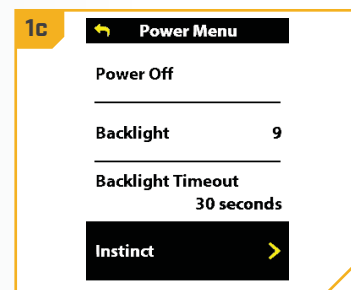 1c
Power Menu
Power Off
Backlight 9
Backlight Timeout
30 seconds
Instinct